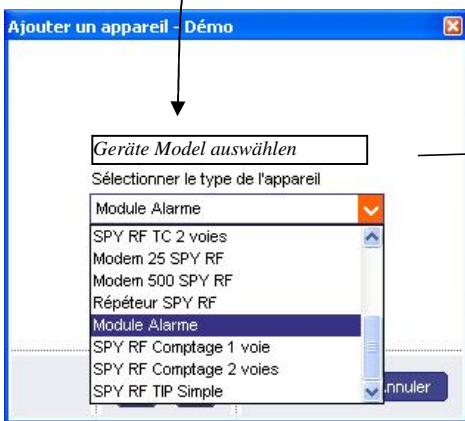 Ajouter un appareil - Démo
Geräte Model auswählen
Sélectionner le type de l'appareil
Module Alarme
SPY RF TC 2 voies
Modem 25 SPY RF
Modem 500 SPY RF
Répéteur SPY RF
Module Alarme
SPY RF Comptage 1 voie
SPY RF Comptage 2 voies
SPY RF TIP Simple
nnuler